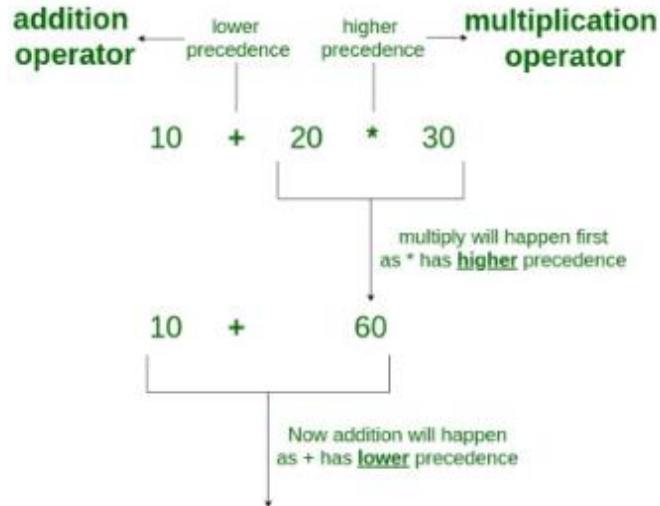 addition
operator
lower
precedence
higher
precedence
multiplication
operator
10 + 20 * 30
multiply will happen first
as * has higher precedence
10 + 60
Now addition will happen
as + has lower precedence